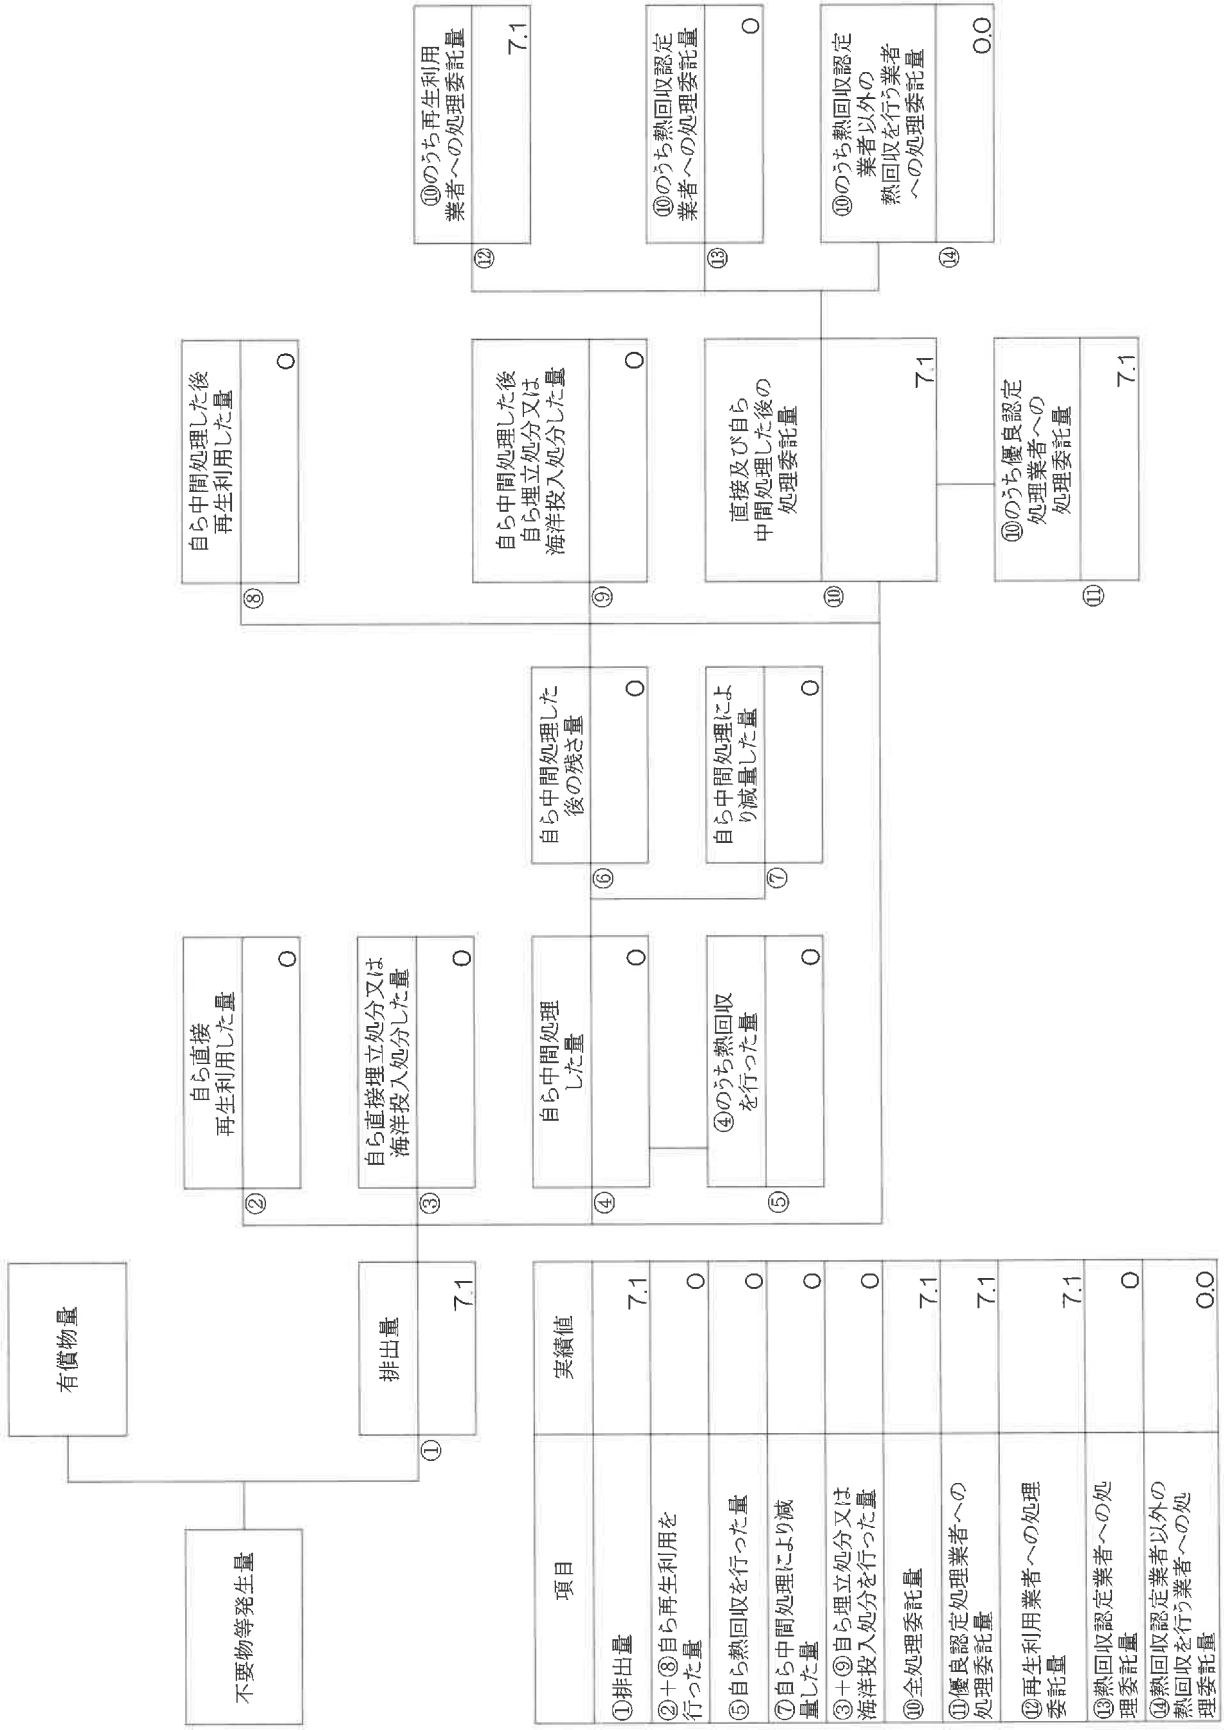 不要物等発生量
有償物量
排出量
①
7.1
自ら直接
再生利用した量
②
0
自ら直接埋立処分又は
海洋投入処分した量
③
0
自ら中間処理
した量
④
0
④のうち熱回収
を行った量
⑤
0
自ら中間処理した
後の残さ量
⑥
0
自ら中間処理によ
り減量した量
⑦
0
自ら中間処理した後
再生利用した量
⑧
0
自ら中間処理した後
自ら埋立処分又は
海洋投入処分した量
⑨
0
直接及び自ら
中間処理した後の
処理委託量
⑩
7.1
⑩のうち優良認定
処理業者への
処理委託量
⑪
7.1
⑩のうち再生利用
業者への処理委託量
⑫
7.1
⑩のうち熱回収認定
業者への処理委託量
⑬
0
⑩のうち熱回収認定
業者以外の
熱回収を行う業者
への処理委託量
⑭
0.0
項目 実績値
①排出量 7.1
②+⑧自ら再生利用を
行った量 0
⑤自ら熱回収を行った量 0
⑦自ら中間処理により減
量した量 0
③+⑨自ら埋立処分又は
海洋投入処分を行った量 0
⑩全処理委託量 7.1
⑪優良認定処理業者への
処理委託量 7.1
⑫再生利用業者への処理
委託量 7.1
⑬熱回収認定業者への処
理委託量 0
⑭熱回収認定業者以外の
熱回収を行う業者への処
理委託量 0.0